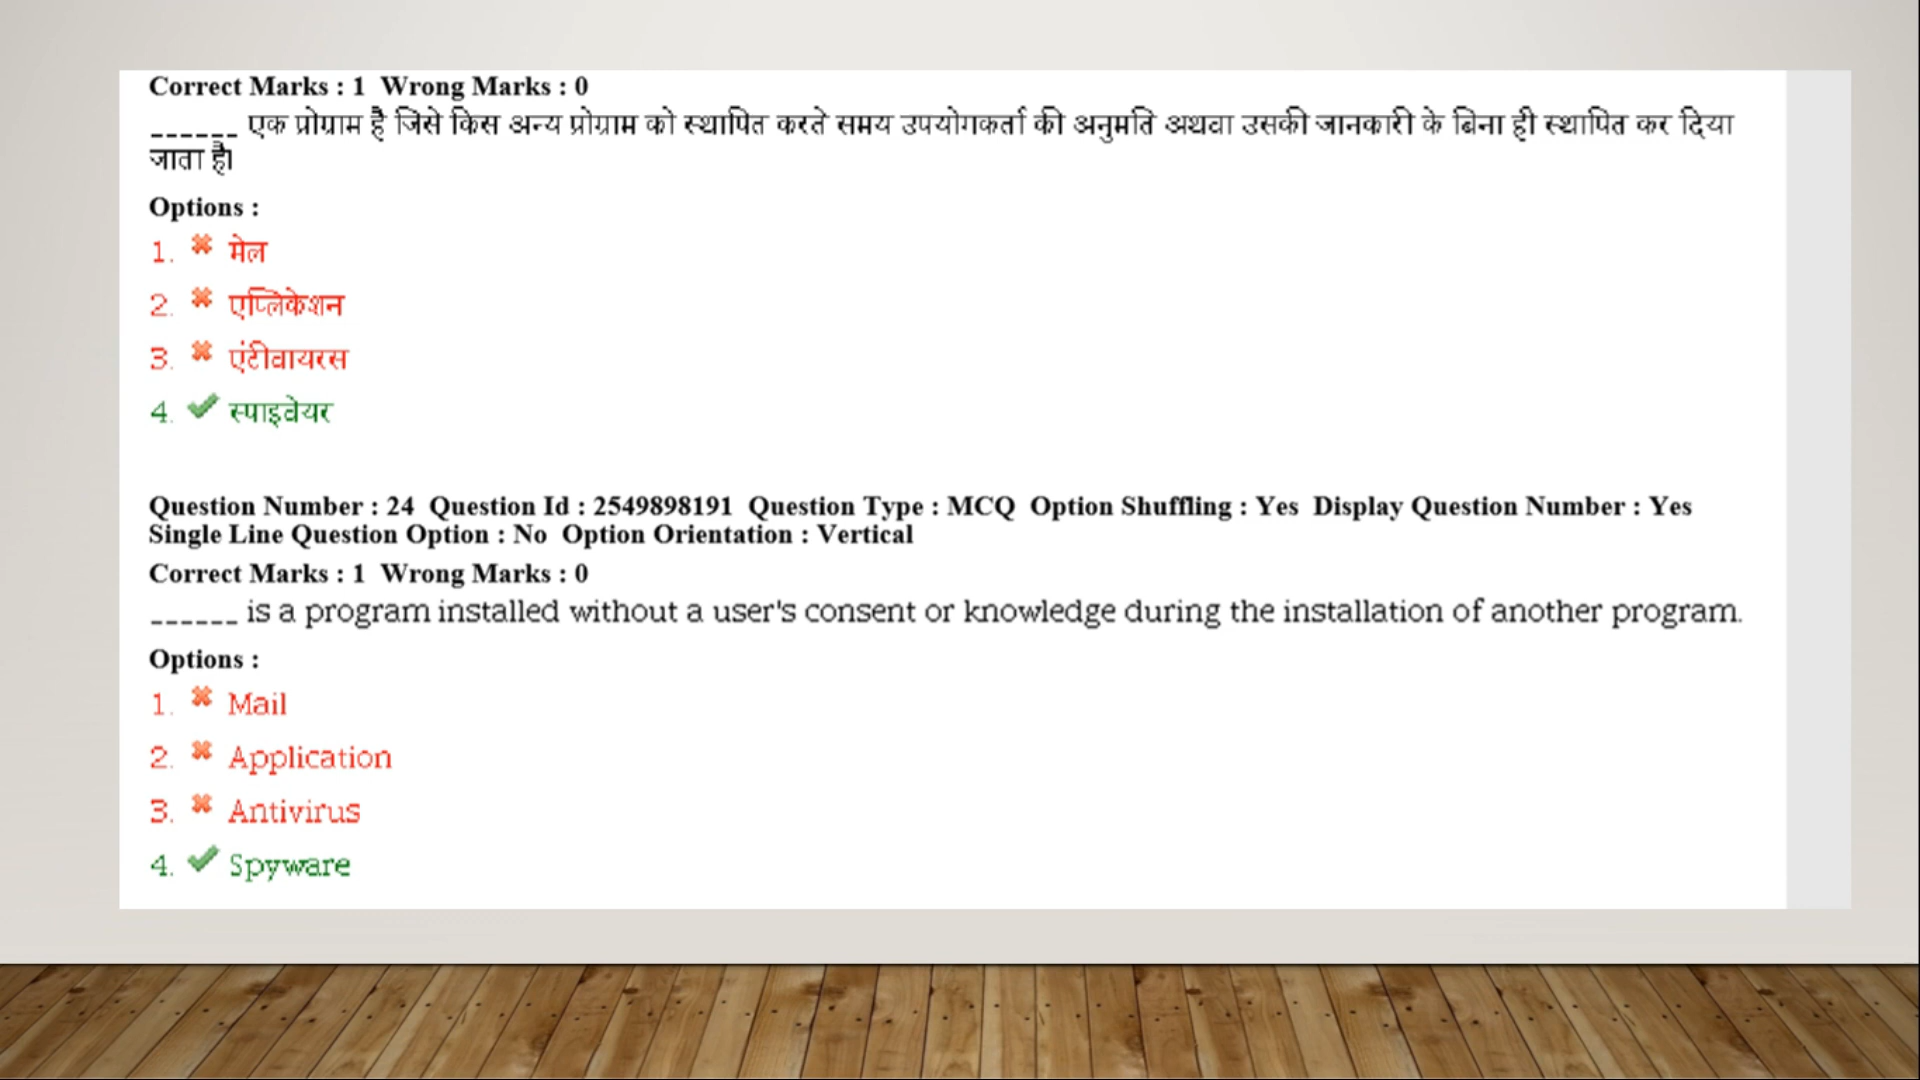 Correct Marks : 1 Wrong Marks : 0
______ एक प्रोग्राम है जिसे किस अन्य प्रोग्राम को स्थापित करते समय उपयोगकर्ता की अनुमति अथवा उसकी जानकारी के बिना ही स्थापित कर दिया
जाता है।
Options :
1. मेल
2. एप्लिकेशन
3. एंटीवायरस
4. स्पाइवेयर
Question Number : 24 Question Id : 2549898191 Question Type : MCQ Option Shuffling : Yes Display Question Number : Yes
Single Line Question Option : No Option Orientation : Vertical
Correct Marks : 1 Wrong Marks : 0
______ is a program installed without a user's consent or knowledge during the installation of another program.
Options :
1. Mail
2. Application
3. Antivirus
4. Spyware